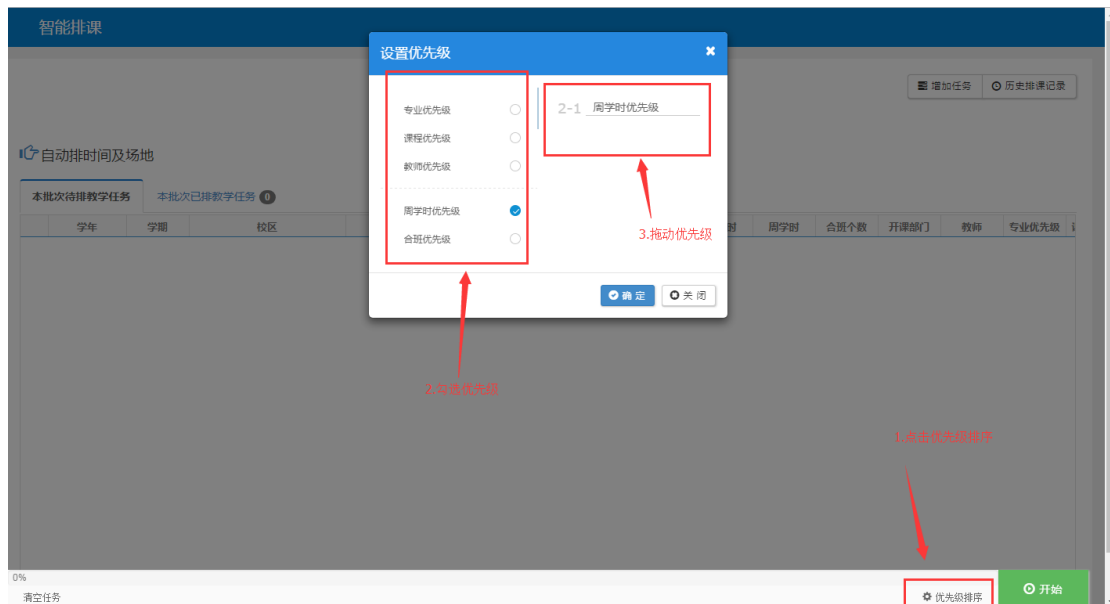 智能排课
设置优先级
增加任务
历史排课记录
专业优先级
课程优先级
教师优先级
周学时优先级
合班优先级
2-1 周学时优先级
3.拖动优先级
确 定
关 闭
自动排时间及场地
本批次待排教学任务
本批次已排教学任务 0
学年 学期 校区 时 周学时 合班个数 开课部门 教师 专业优先级
2.勾选优先级
1.点击优先级排序
0%
清空任务
优先级排序
开始